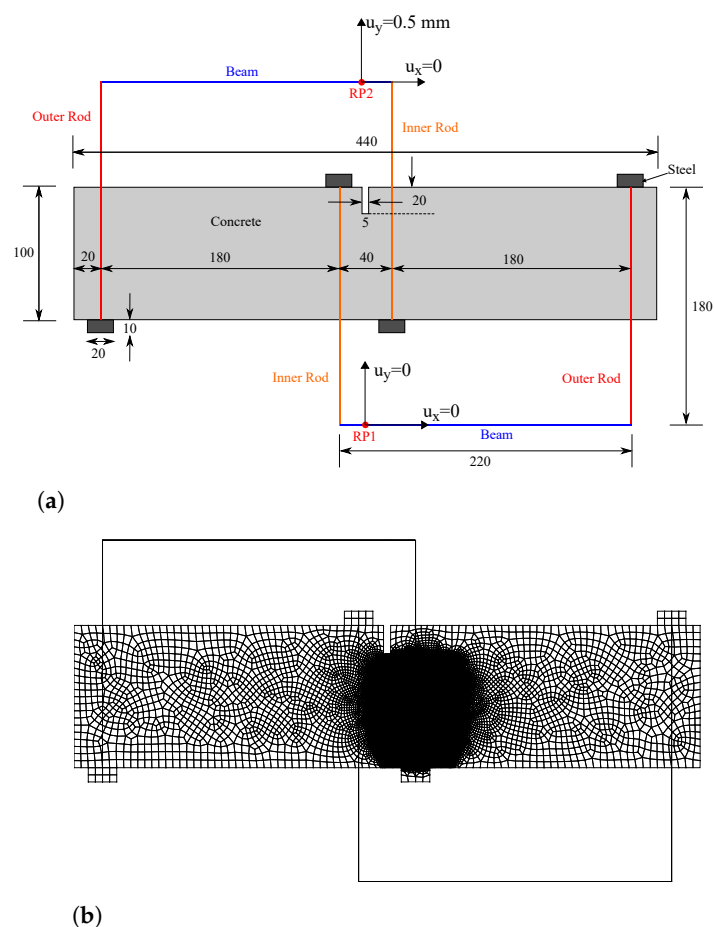 u_y=0.5 mm
u_x=0
Beam
RP2
Outer Rod
Inner Rod
440
Steel
20
5
Concrete
100
20
180
40
180
180
10
20
u_y=0
Inner Rod
Outer Rod
u_x=0
RP1
Beam
220
(a)
(b)